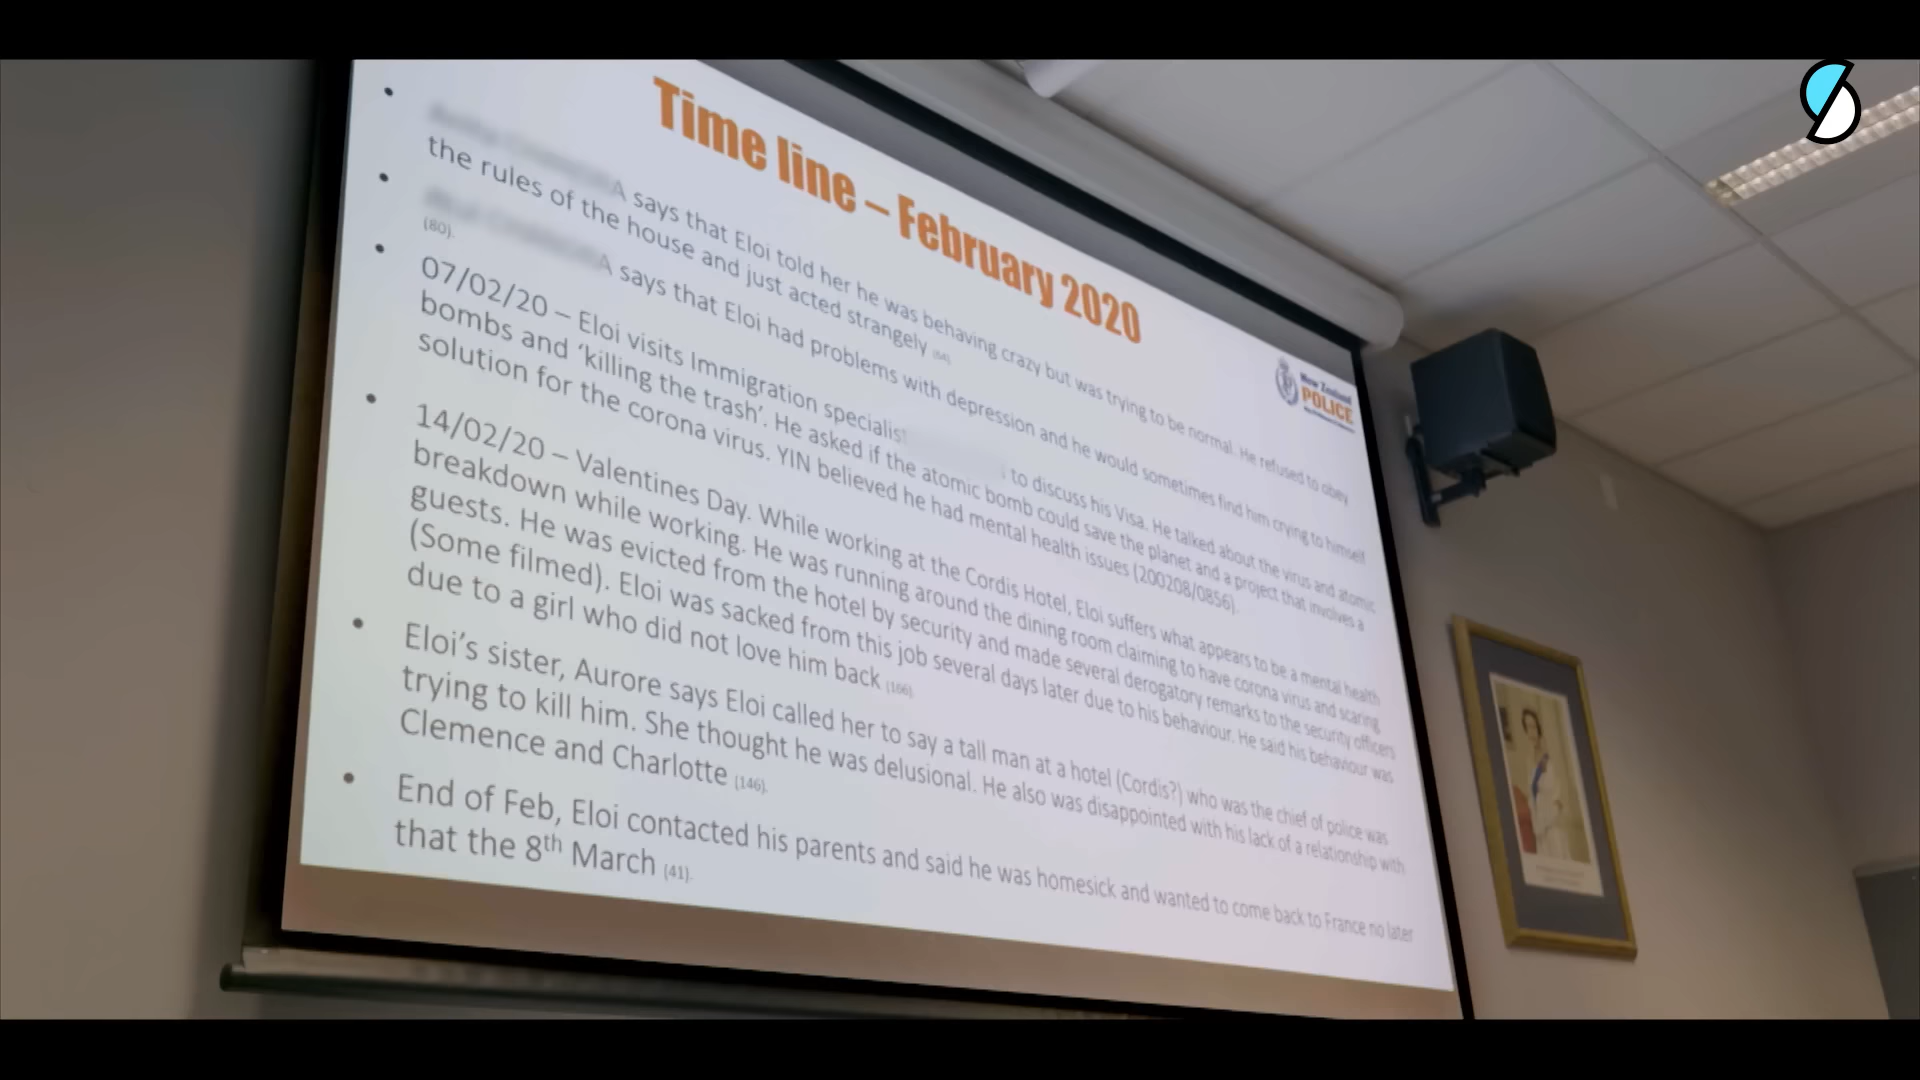 Time line – February 2020
A says that Eloi told her he was behaving crazy but was trying to be normal. He refused to obey
the rules of the house and just acted strangely (64).
A says that Eloi had problems with depression and he would sometimes find him crying to himself
(80).
07/02/20 – Eloi visits Immigration specialist to discuss his Visa. He talked about the virus and atomic
bombs and ‘killing the trash’. He asked if the atomic bomb could save the planet and a project that involves a
solution for the corona virus. YIN believed he had mental health issues (200208/0856).
14/02/20 – Valentines Day. While working at the Cordis Hotel, Eloi suffers what appears to be a mental health
breakdown while working. He was running around the dining room claiming to have corona virus and scaring
guests. He was evicted from the hotel by security and made several derogatory remarks to the security officers
(Some filmed). Eloi was sacked from this job several days later due to his behaviour. He said his behaviour was
due to a girl who did not love him back (166).
Eloi’s sister, Aurore says Eloi called her to say a tall man at a hotel (Cordis?) who was the chief of police was
trying to kill him. She thought he was delusional. He also was disappointed with his lack of a relationship with
Clemence and Charlotte (146).
End of Feb, Eloi contacted his parents and said he was homesick and wanted to come back to France no later
that the 8th March (41).
New Zealand
POLICE